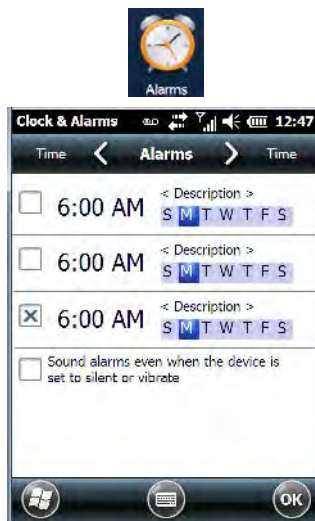 Alarms
Clock & Alarms 12:47
Time Alarms Time
< Description >
6:00 AM S M T W T F S
< Description >
6:00 AM S M T W T F S
< Description >
6:00 AM S M T W T F S
Sound alarms even when the device is
set to silent or vibrate
OK